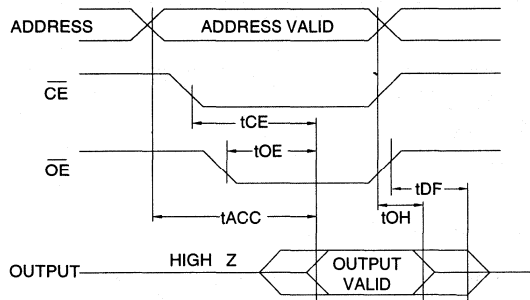 ADDRESS
ADDRESS VALID
CE
tCE
OE
tOE
tDF
tACC
tOH
HIGH Z
OUTPUT
OUTPUT
VALID